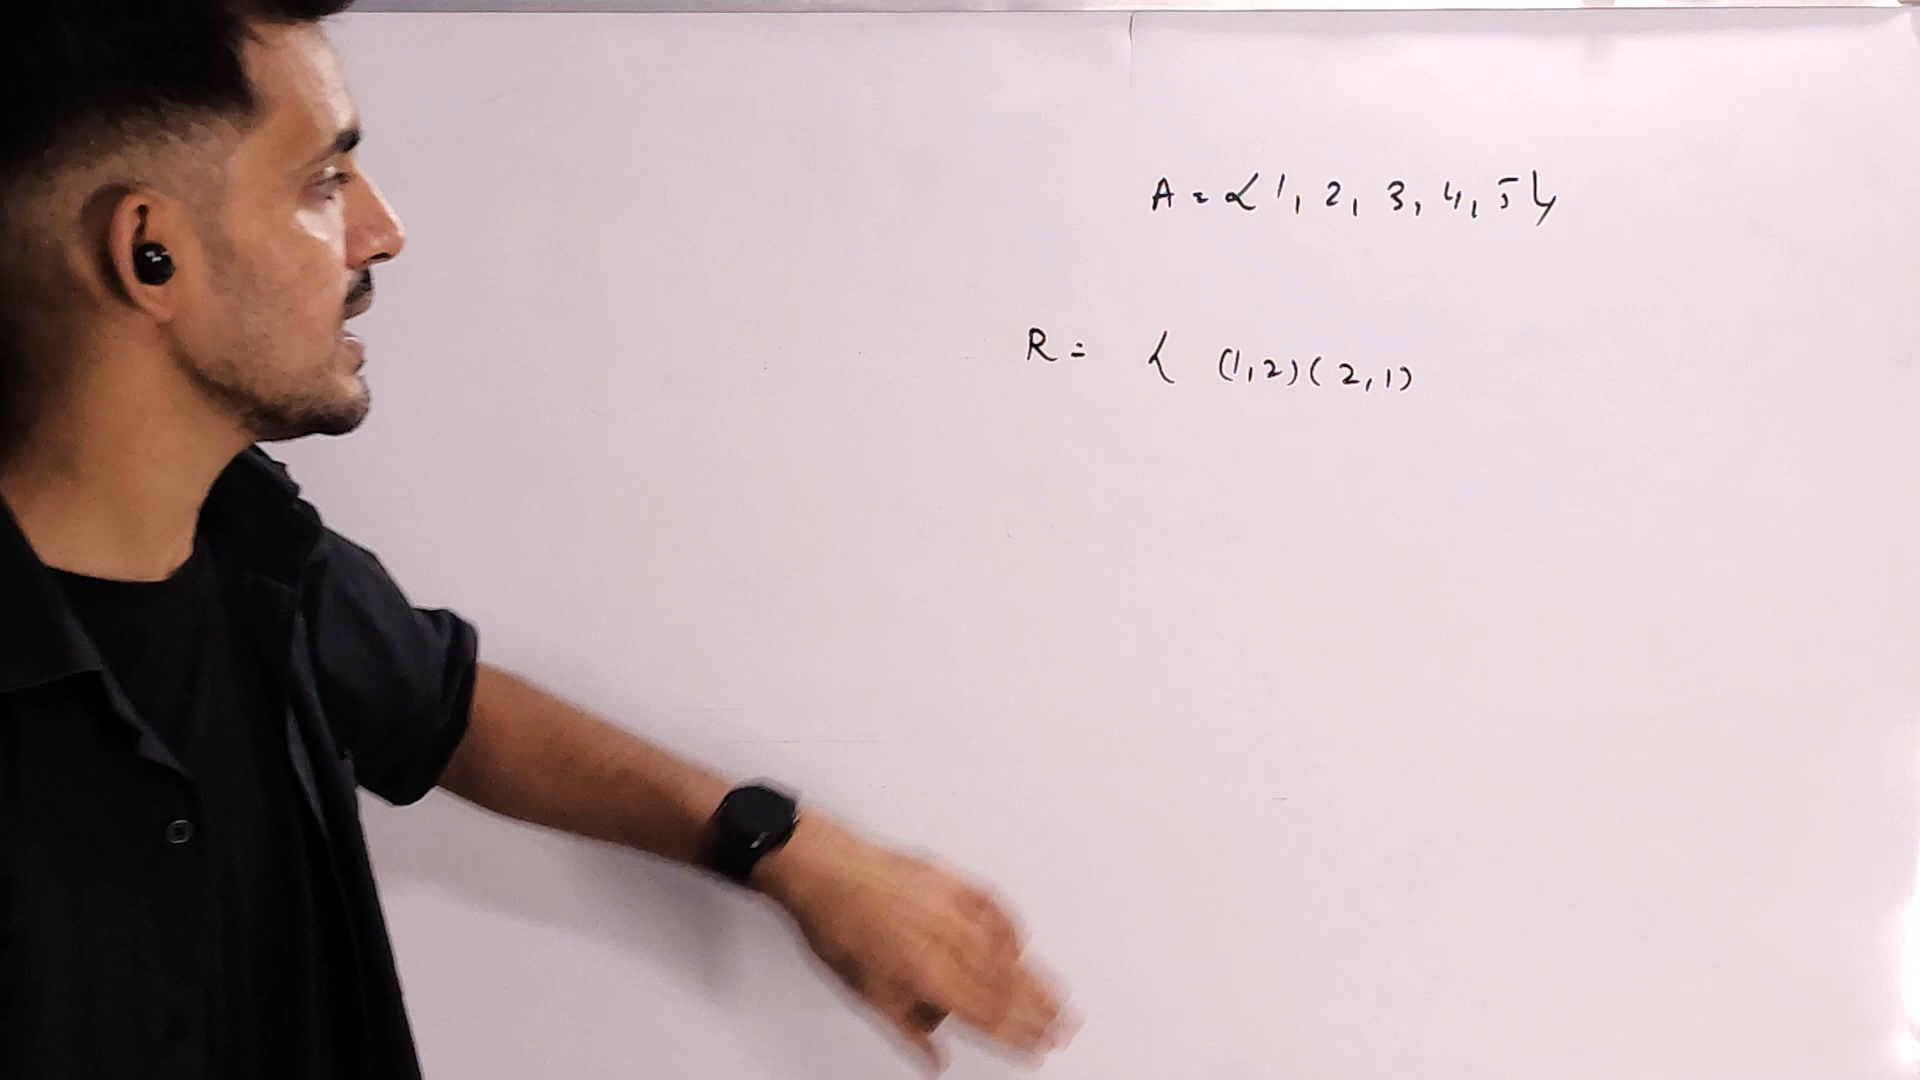 A = { 1, 2, 3, 4, 5 }
R = { (1,2) (2,1)